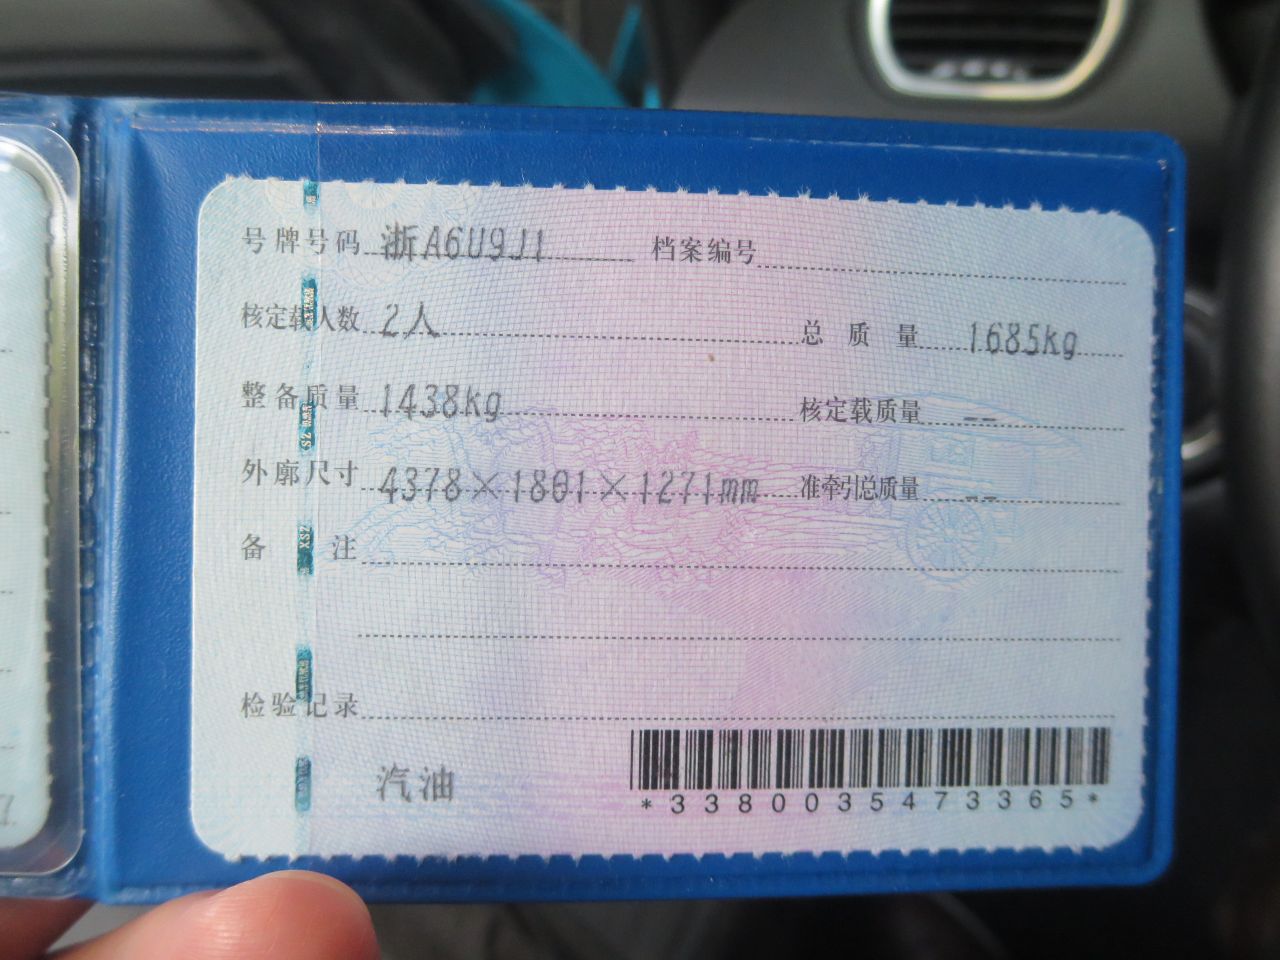 号牌号码 浙A6U9J1 档案编号
核定载人数 2人 总质量 1685kg
整备质量 1438kg 核定载质量 --
外廓尺寸 4378×1801×1271mm 准牵引总质量 --
备注
检验记录
汽油
*3380035473365*